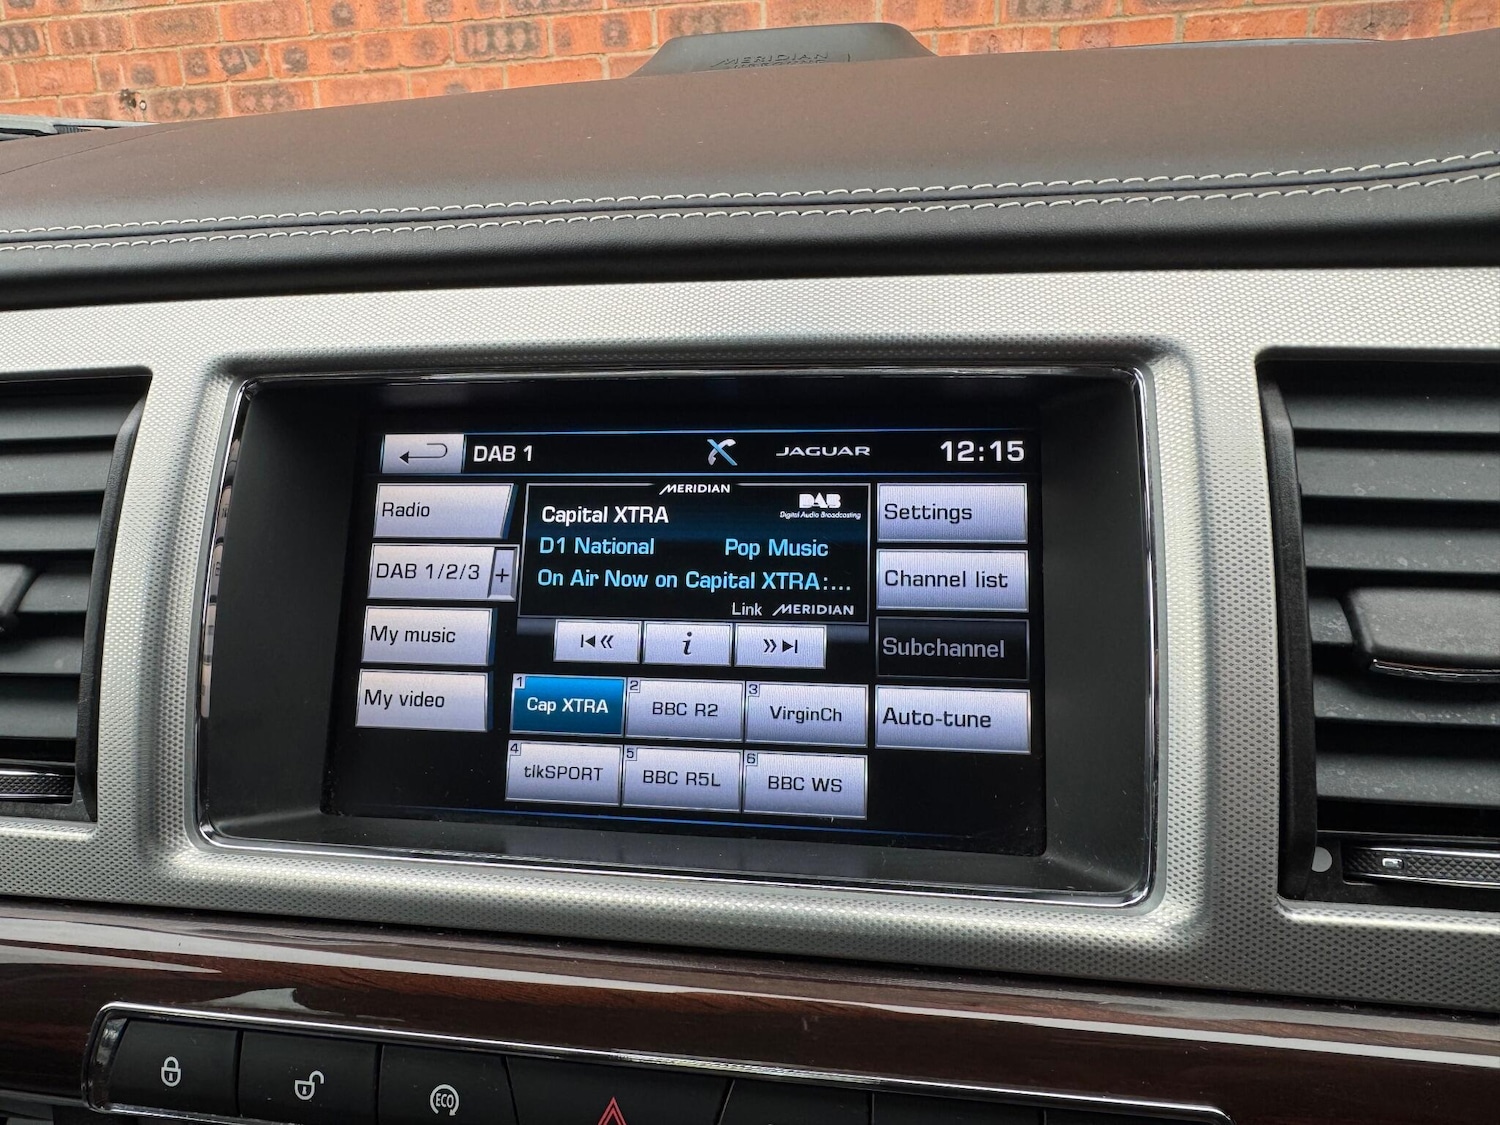 MERIDIAN
DAB 1
JAGUAR
12:15
Radio
DAB 1/2/3 +
My music
My video
MERIDIAN
Capital XTRA
DAB
Digital Audio Broadcasting
D1 National
Pop Music
On Air Now on Capital XTRA:...
Link MERIDIAN
i
1 Cap XTRA
2 BBC R2
3 VirginCh
4 tlkSPORT
5 BBC R5L
6 BBC WS
Settings
Channel list
Subchannel
Auto-tune
ECO